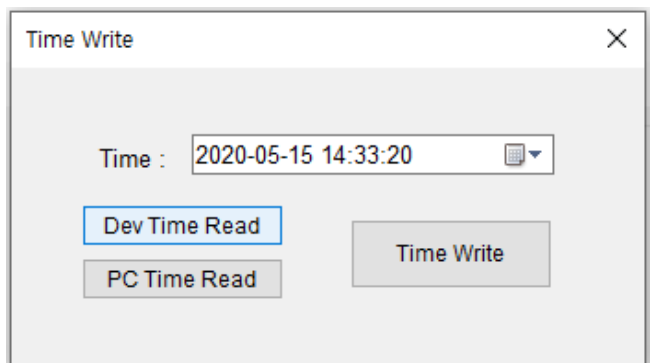 Time Write
Time :
2020-05-15 14:33:20
Dev Time Read
Time Write
PC Time Read